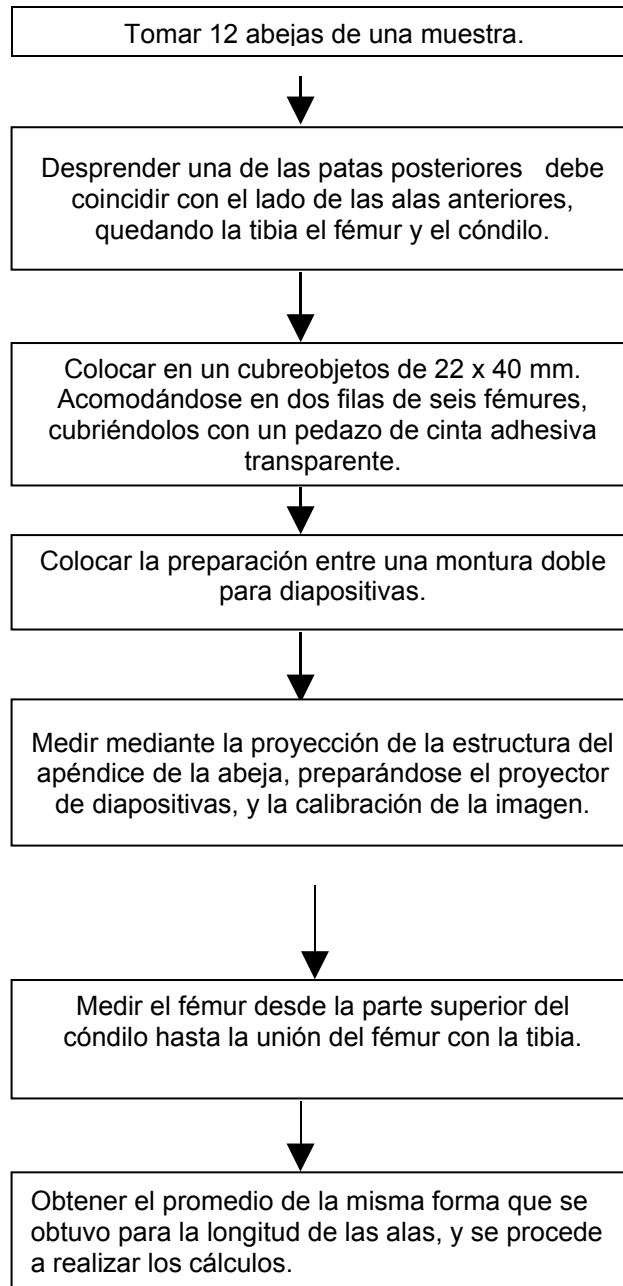 Tomar 12 abejas de una muestra.
Desprender una de las patas posteriores debe
coincidir con el lado de las alas anteriores,
quedando la tibia el fémur y el cóndilo.
Colocar en un cubreobjetos de 22 x 40 mm.
Acomodándose en dos filas de seis fémures,
cubriéndolos con un pedazo de cinta adhesiva
transparente.
Colocar la preparación entre una montura doble
para diapositivas.
Medir mediante la proyección de la estructura del
apéndice de la abeja, preparándose el proyector
de diapositivas, y la calibración de la imagen.
Medir el fémur desde la parte superior del
cóndilo hasta la unión del fémur con la tibia.
Obtener el promedio de la misma forma que se
obtuvo para la longitud de las alas, y se procede
a realizar los cálculos.